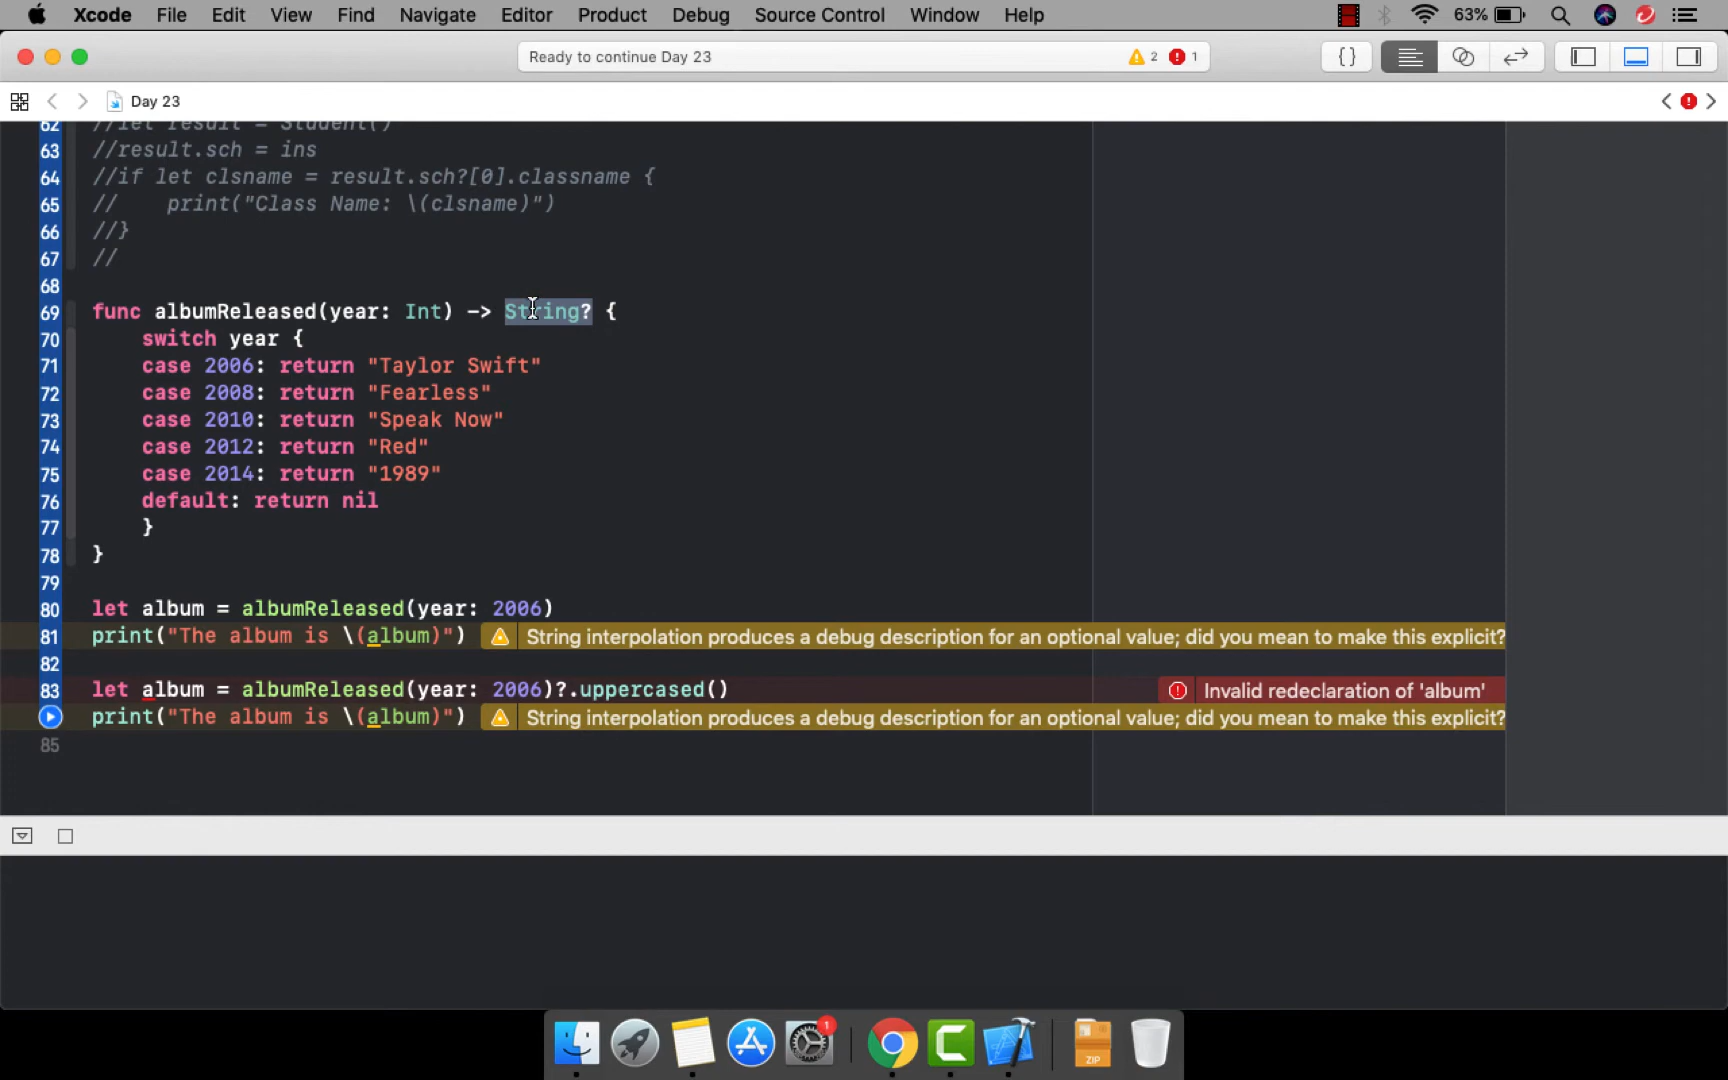 Xcode File Edit View Find Navigate Editor Product Debug Source Control Window Help 63%
Ready to continue Day 23 2 1
Day 23
62 //let result = Student()
63 //result.sch = ins
64 //if let clsname = result.sch?[0].classname {
65 //    print("Class Name: \(clsname)")
66 //}
67 //
68
69 func albumReleased(year: Int) -> String? {
70     switch year {
71     case 2006: return "Taylor Swift"
72     case 2008: return "Fearless"
73     case 2010: return "Speak Now"
74     case 2012: return "Red"
75     case 2014: return "1989"
76     default: return nil
77     }
78 }
79
80 let album = albumReleased(year: 2006)
81 print("The album is \(album)") String interpolation produces a debug description for an optional value; did you mean to make this explicit?
82
83 let album = albumReleased(year: 2006)?.uppercased() Invalid redeclaration of 'album'
print("The album is \(album)") String interpolation produces a debug description for an optional value; did you mean to make this explicit?
85
1
ZIP